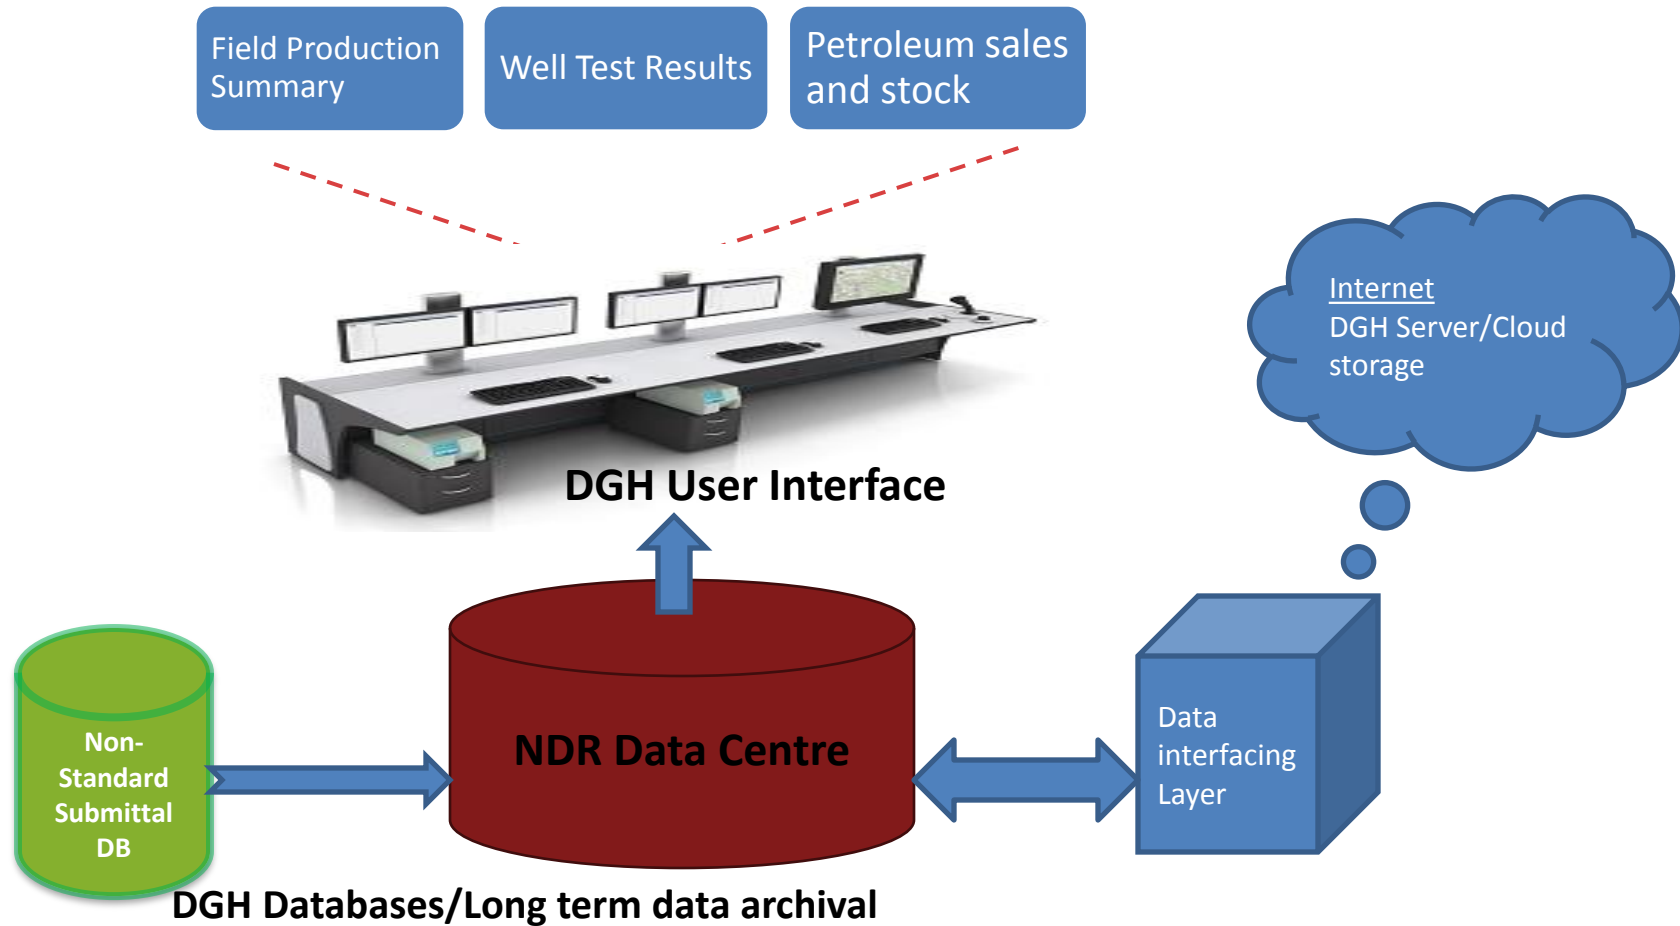 Field Production
Summary
Well Test Results
Petroleum sales
and stock
Internet
DGH Server/Cloud
storage
DGH User Interface
Non-
Standard
Submittal
DB
NDR Data Centre
Data
interfacing
Layer
DGH Databases/Long term data archival